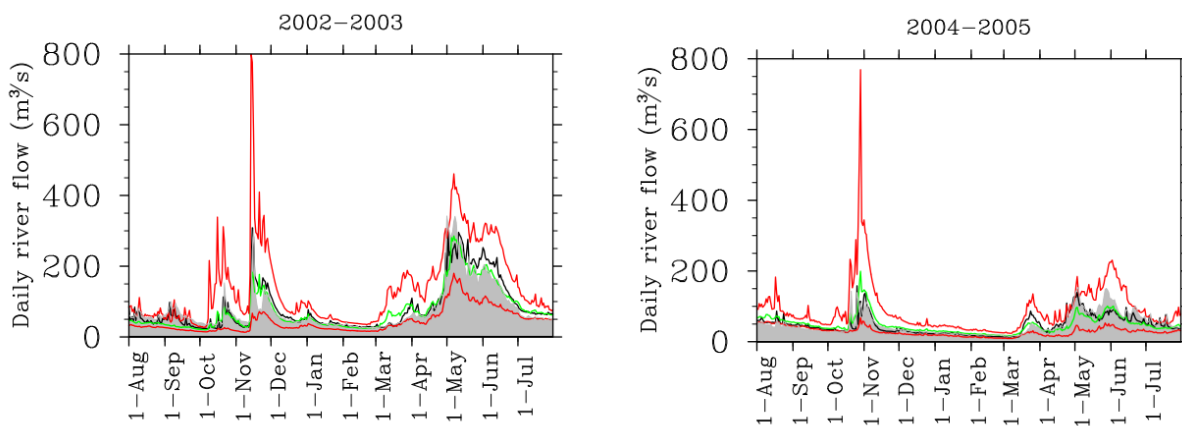 2002−2003
Daily river flow (m³/s)
800
600
400
200
0
1−Aug
1−Sep
1−Oct
1−Nov
1−Dec
1−Jan
1−Feb
1−Mar
1−Apr
1−May
1−Jun
1−Jul
2004−2005
Daily river flow (m³/s)
800
600
400
200
0
1−Aug
1−Sep
1−Oct
1−Nov
1−Dec
1−Jan
1−Feb
1−Mar
1−Apr
1−May
1−Jun
1−Jul